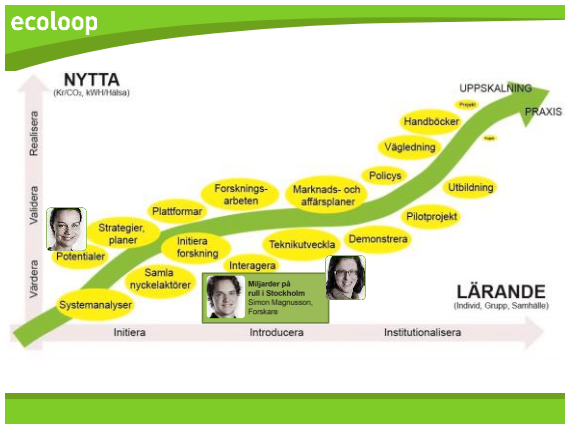 ecoloop
NYTTA
(Kr/CO₂, kWH/Hälsa)
UPPSKALNING
PRAXIS
Projekt
Handböcker
Vägledning
Policys
Utbildning
Pilotprojekt
Demonstrera
Marknads- och
affärsplaner
Forsknings-
arbeten
Teknikutveckla
Plattformar
Initiera
forskning
Interagera
Strategier,
planer
Samla
nyckelaktörer
Potentialer
Systemanalyser
Miljarder på
rull i Stockholm
Simon Magnusson,
Forskare
Realisera
Validera
Värdera
LÄRANDE
(Individ, Grupp, Samhälle)
Initiera
Introducera
Institutionalisera